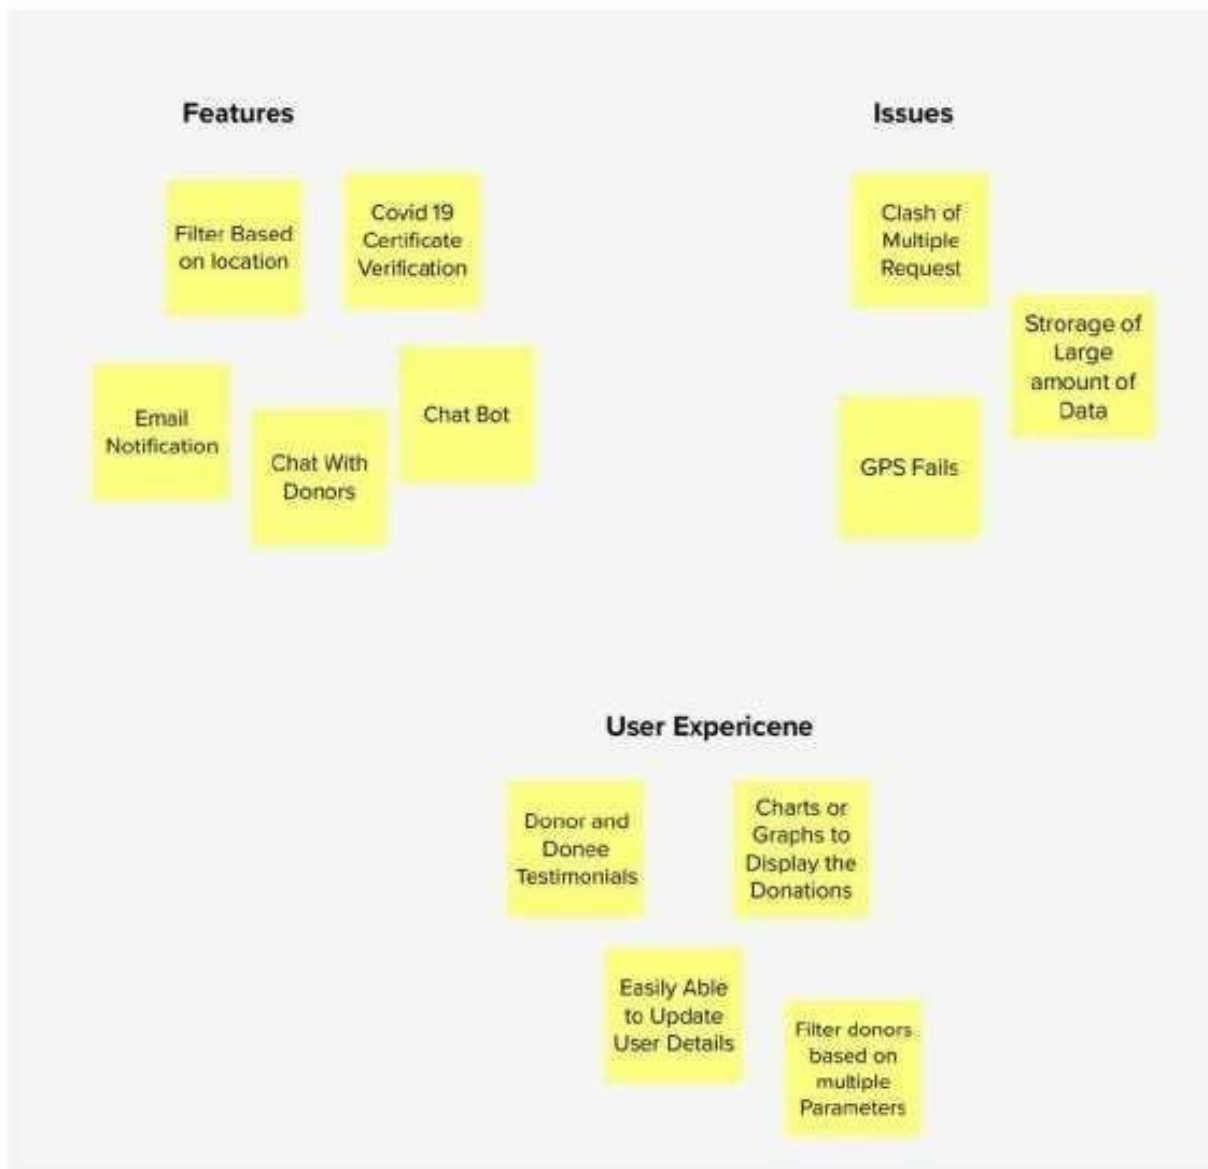 Features
Filter Based
on location
Covid 19
Certificate
Verification
Email
Notification
Chat With
Donors
Chat Bot
Issues
Clash of
Multiple
Request
Strorage of
Large
amount of
Data
GPS Fails
User Expericene
Donor and
Donee
Testimonials
Charts or
Graphs to
Display the
Donations
Easily Able
to Update
User Details
Filter donors
based on
multiple
Parameters